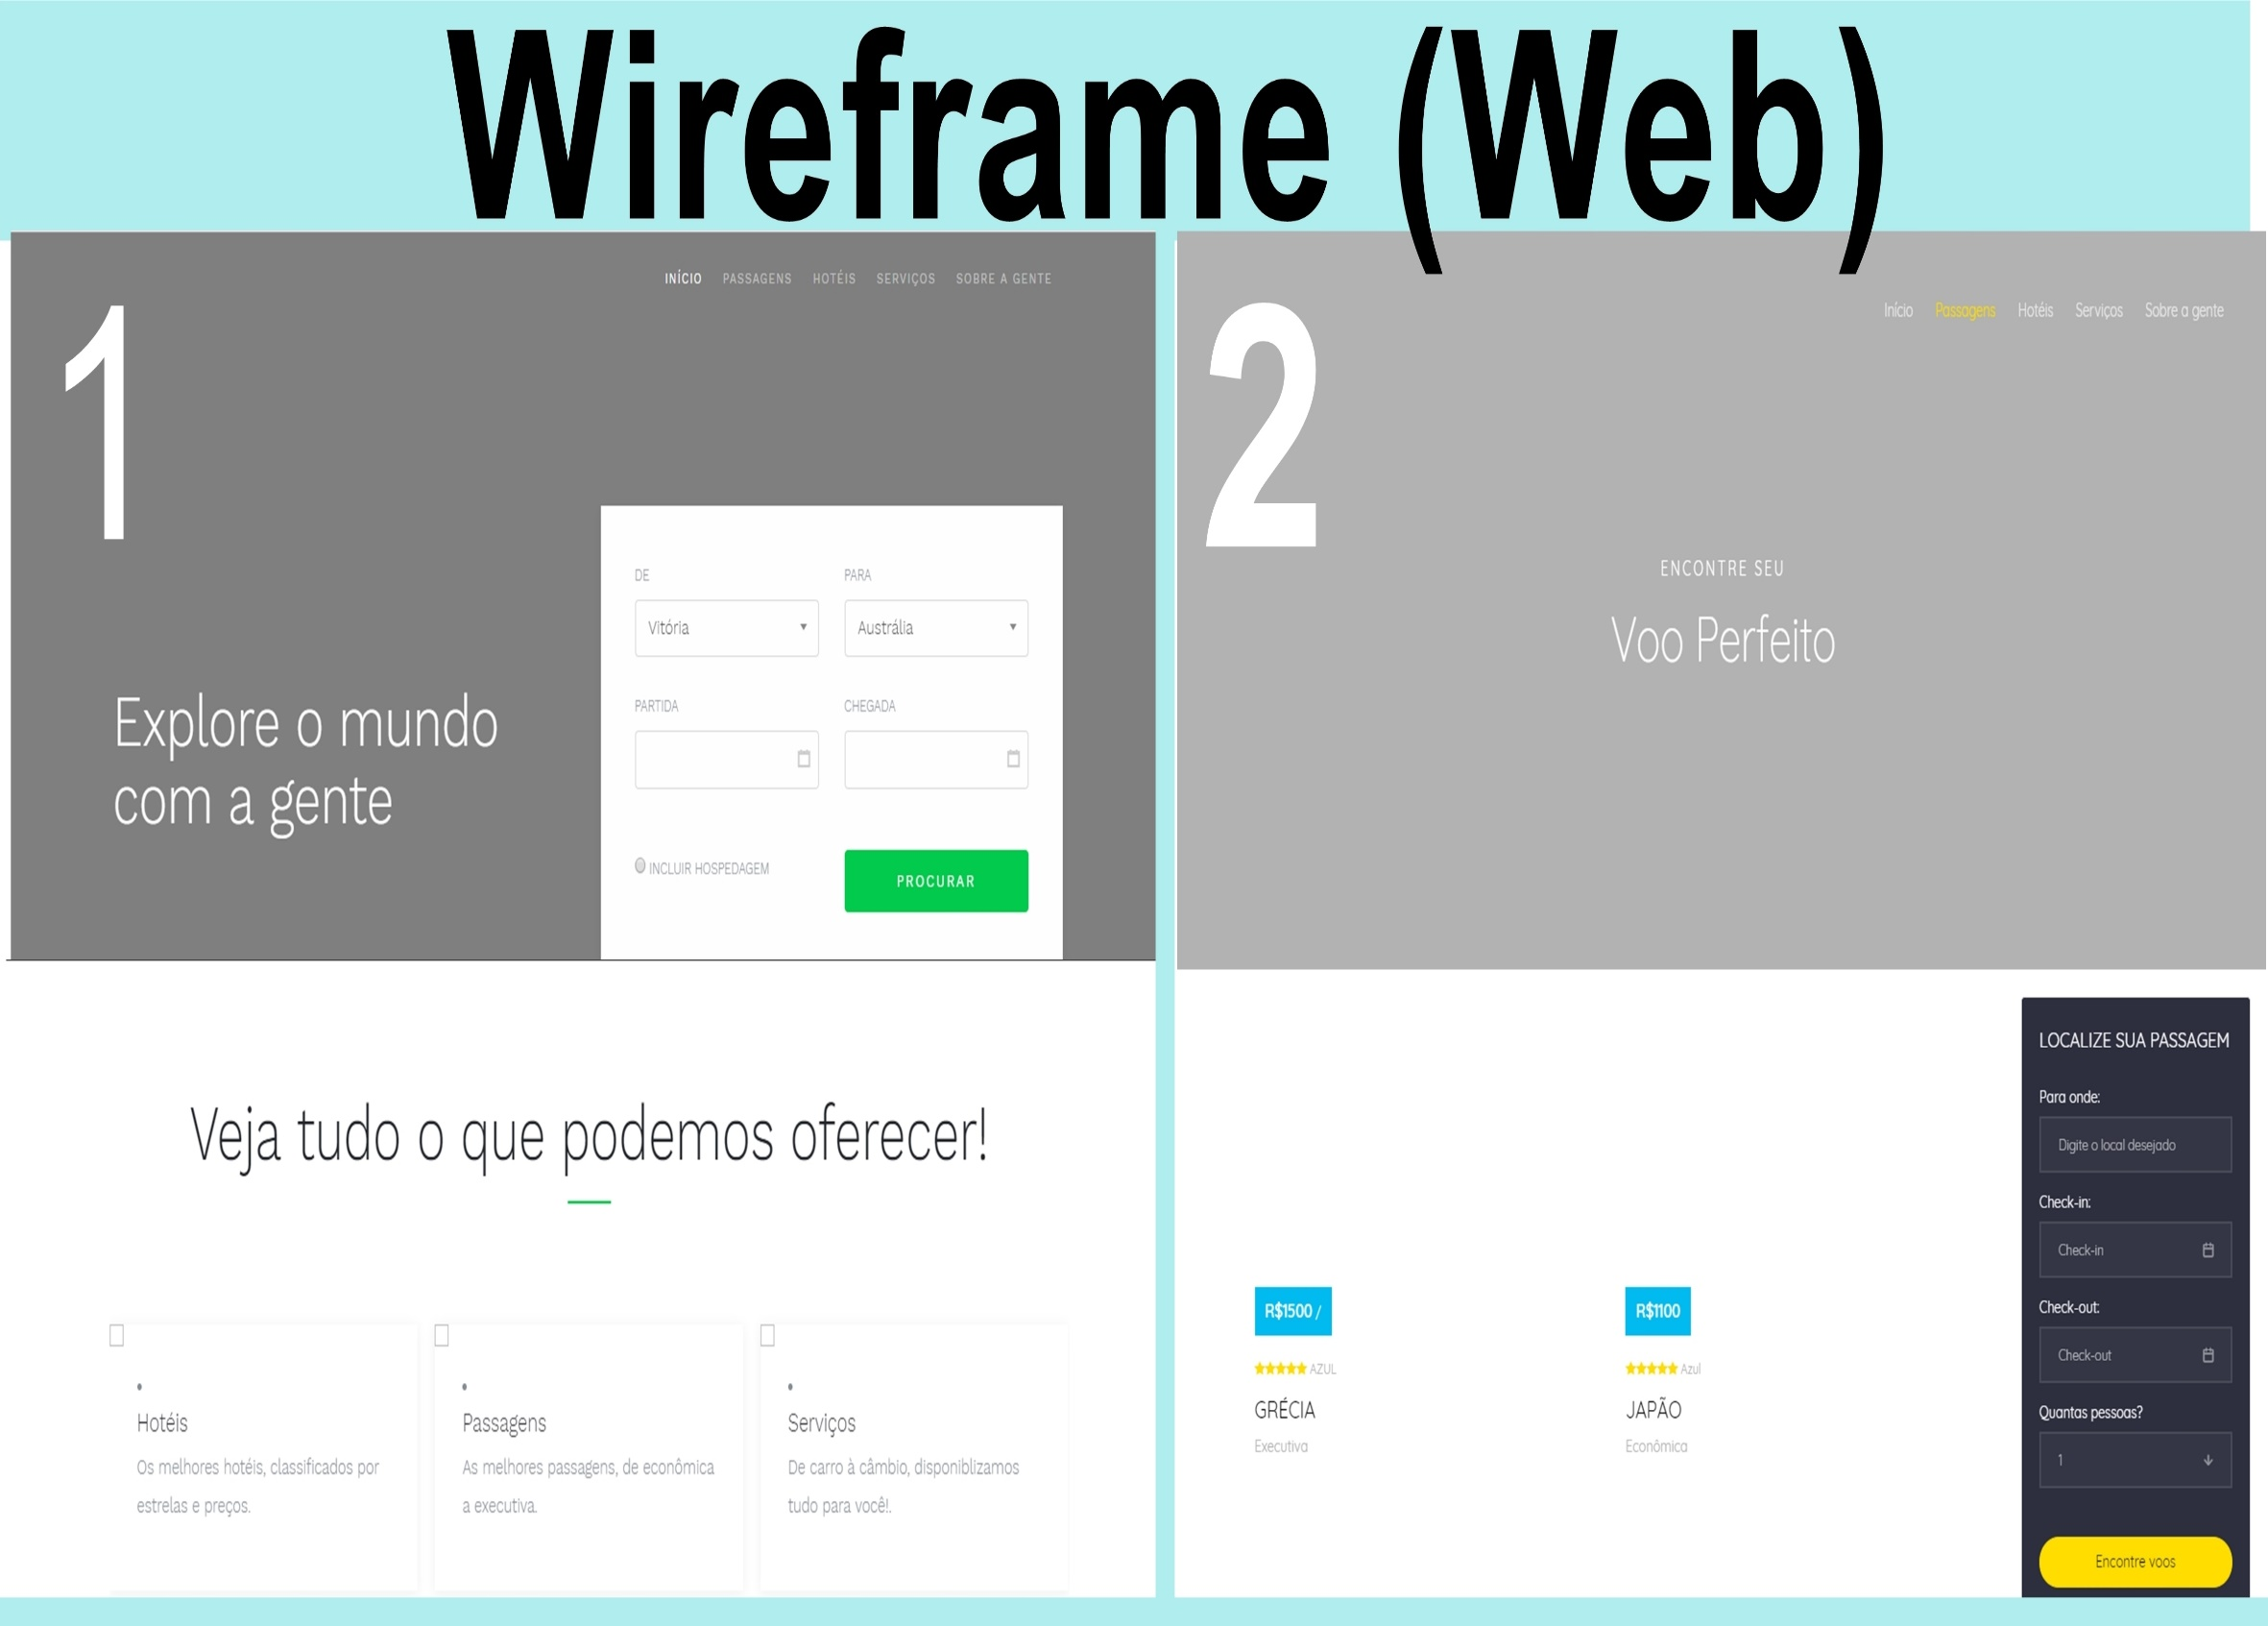 Wireframe (Web)
1
INÍCIO PASSAGENS HOTÉIS SERVIÇOS SOBRE A GENTE
Explore o mundo
com a gente
DE PARA
Vitória Austrália
PARTIDA CHEGADA
INCLUIR HOSPEDAGEM PROCURAR
Veja tudo o que podemos oferecer!
Hotéis
Os melhores hotéis, classificados por
estrelas e preços.
Passagens
As melhores passagens, de econômica
a executiva.
Serviços
De carro à câmbio, disponiblizamos
tudo para você!.
2
Início Passagens Hotéis Serviços Sobre a gente
ENCONTRE SEU
Voo Perfeito
R$1500 /
AZUL
GRÉCIA
Executiva
R$1100
Azul
JAPÃO
Econômica
LOCALIZE SUA PASSAGEM
Para onde:
Digite o local desejado
Check-in:
Check-in
Check-out:
Check-out
Quantas pessoas?
1
Encontre voos